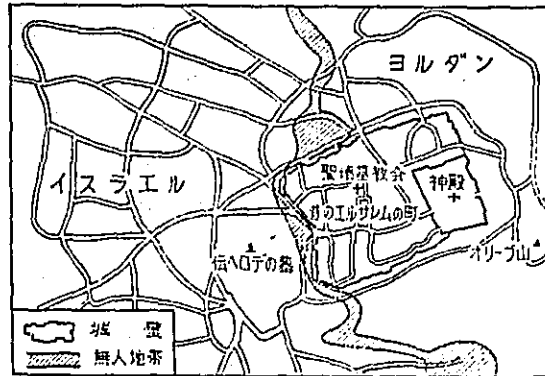 ヨルダン
イスラエル
聖墳墓教会
神殿
昔のエルサレムの町
オリーブ山
伝ヘロデの墓
城壁
無人地帯